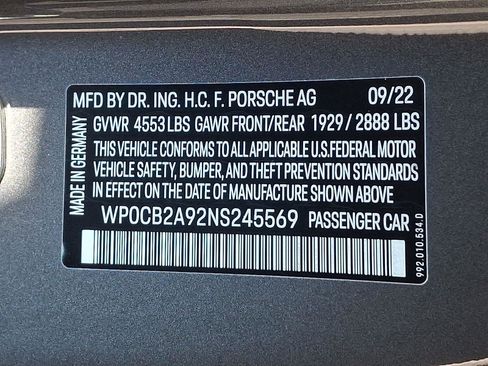 MFD BY DR. ING. H.C. F. PORSCHE AG 09/22
GVWR 4553 LBS GAWR FRONT/REAR 1929 / 2888 LBS
THIS VEHICLE CONFORMS TO ALL APPLICABLE U.S.FEDERAL MOTOR
VEHICLE SAFETY, BUMPER, AND THEFT PREVENTION STANDARDS
IN EFFECT ON THE DATE OF MANUFACTURE SHOWN ABOVE.
WP0CB2A92NS245569 PASSENGER CAR
MADE IN GERMANY
992.010.534.D